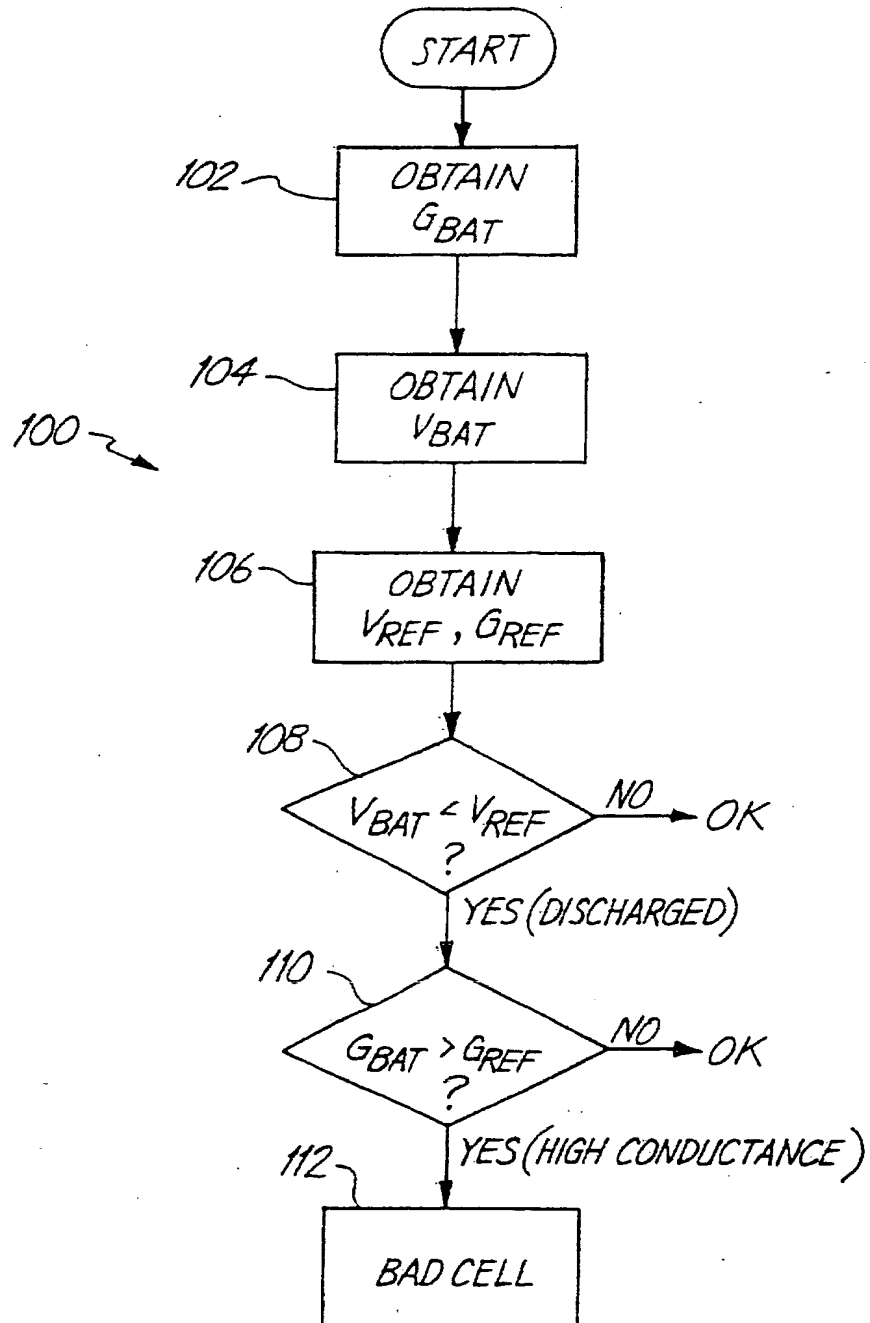 START
102
OBTAIN
GBAT
104
OBTAIN
VBAT
100
106
OBTAIN
VREF, GREF
108
VBAT < VREF
?
NO
OK
YES (DISCHARGED)
110
GBAT > GREF
?
NO
OK
YES (HIGH CONDUCTANCE)
112
BAD CELL